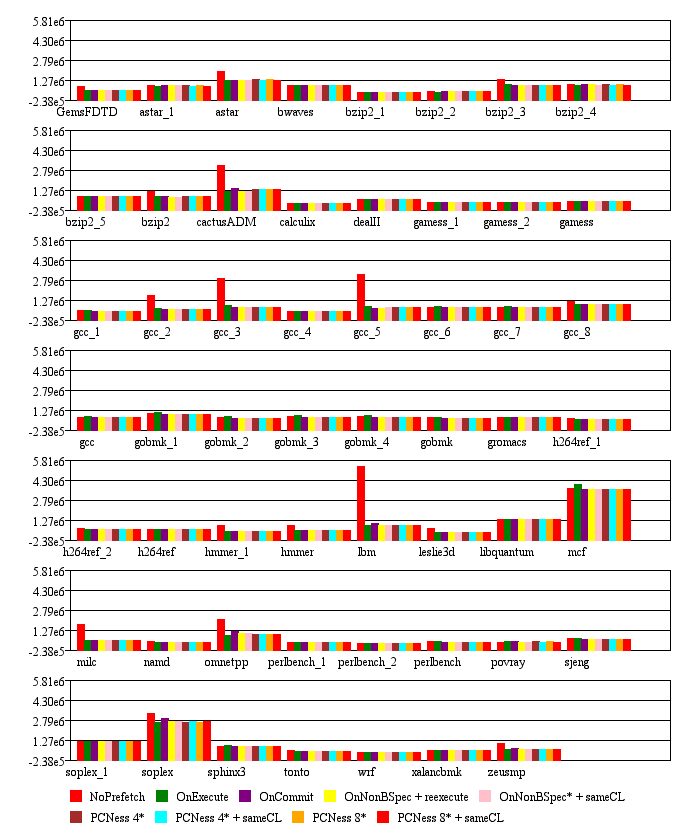 5.81e6
4.30e6
2.79e6
1.27e6
-2.38e5
GemsFDTD astar_1 astar bwaves bzip2_1 bzip2_2 bzip2_3 bzip2_4
5.81e6
4.30e6
2.79e6
1.27e6
-2.38e5
bzip2_5 bzip2 cactusADM calculix dealII gamess_1 gamess_2 gamess
5.81e6
4.30e6
2.79e6
1.27e6
-2.38e5
gcc_1 gcc_2 gcc_3 gcc_4 gcc_5 gcc_6 gcc_7 gcc_8
5.81e6
4.30e6
2.79e6
1.27e6
-2.38e5
gcc gobmk_1 gobmk_2 gobmk_3 gobmk_4 gobmk gromacs h264ref_1
5.81e6
4.30e6
2.79e6
1.27e6
-2.38e5
h264ref_2 h264ref hmmer_1 hmmer lbm leslie3d libquantum mcf
5.81e6
4.30e6
2.79e6
1.27e6
-2.38e5
milc namd omnetpp perlbench_1 perlbench_2 perlbench povray sjeng
5.81e6
4.30e6
2.79e6
1.27e6
-2.38e5
soplex_1 soplex sphinx3 tonto wrf xalancbmk zeusmp
NoPrefetch OnExecute OnCommit OnNonBSpec + reexecute OnNonBSpec* + sameCL
PCNess 4* PCNess 4* + sameCL PCNess 8* PCNess 8* + sameCL